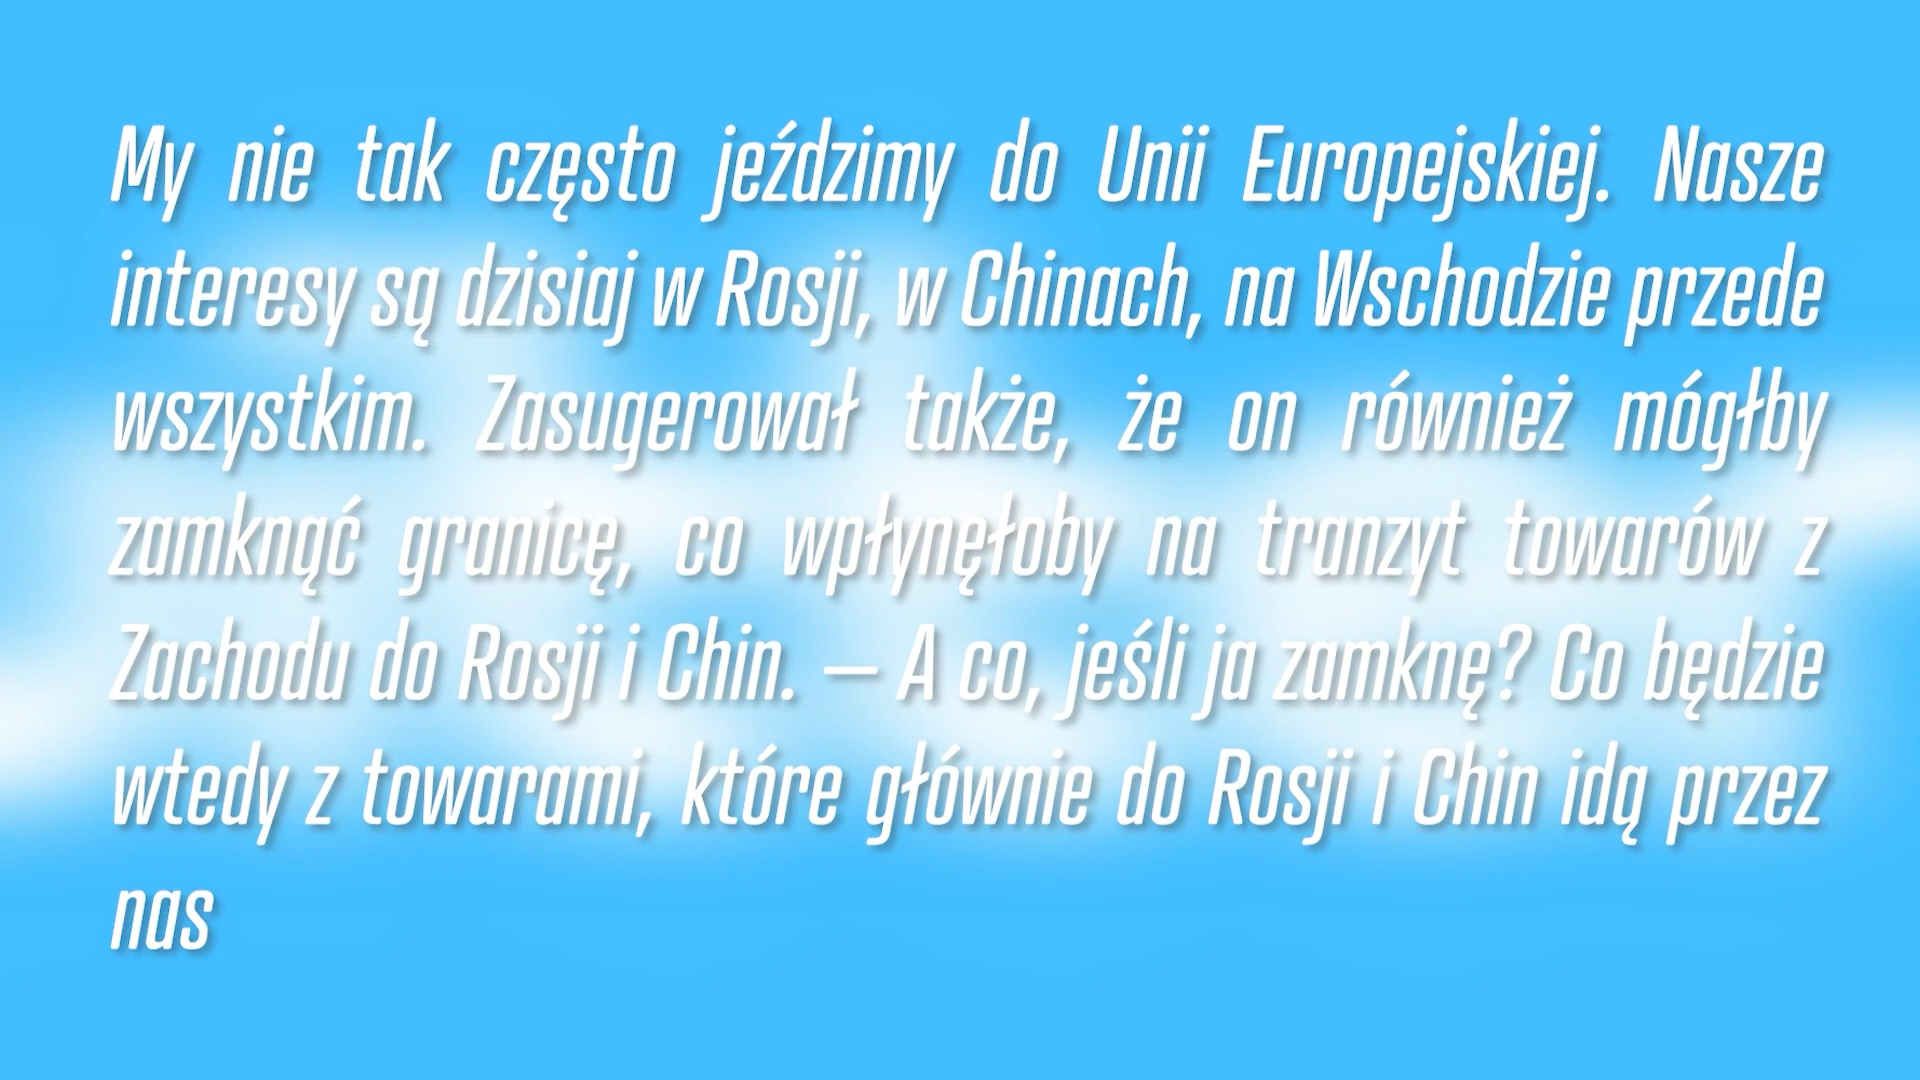 My nie tak często jeździmy do Unii Europejskiej. Nasze
interesy są dzisiaj w Rosji, w Chinach, na Wschodzie przede
wszystkim. Zasugerował także, że on również mógłby
zamknąć granicę, co wpłynęłoby na tranzyt towarów z
Zachodu do Rosji i Chin. — A co, jeśli ja zamknę? Co będzie
wtedy z towarami, które głównie do Rosji i Chin idą przez
nas